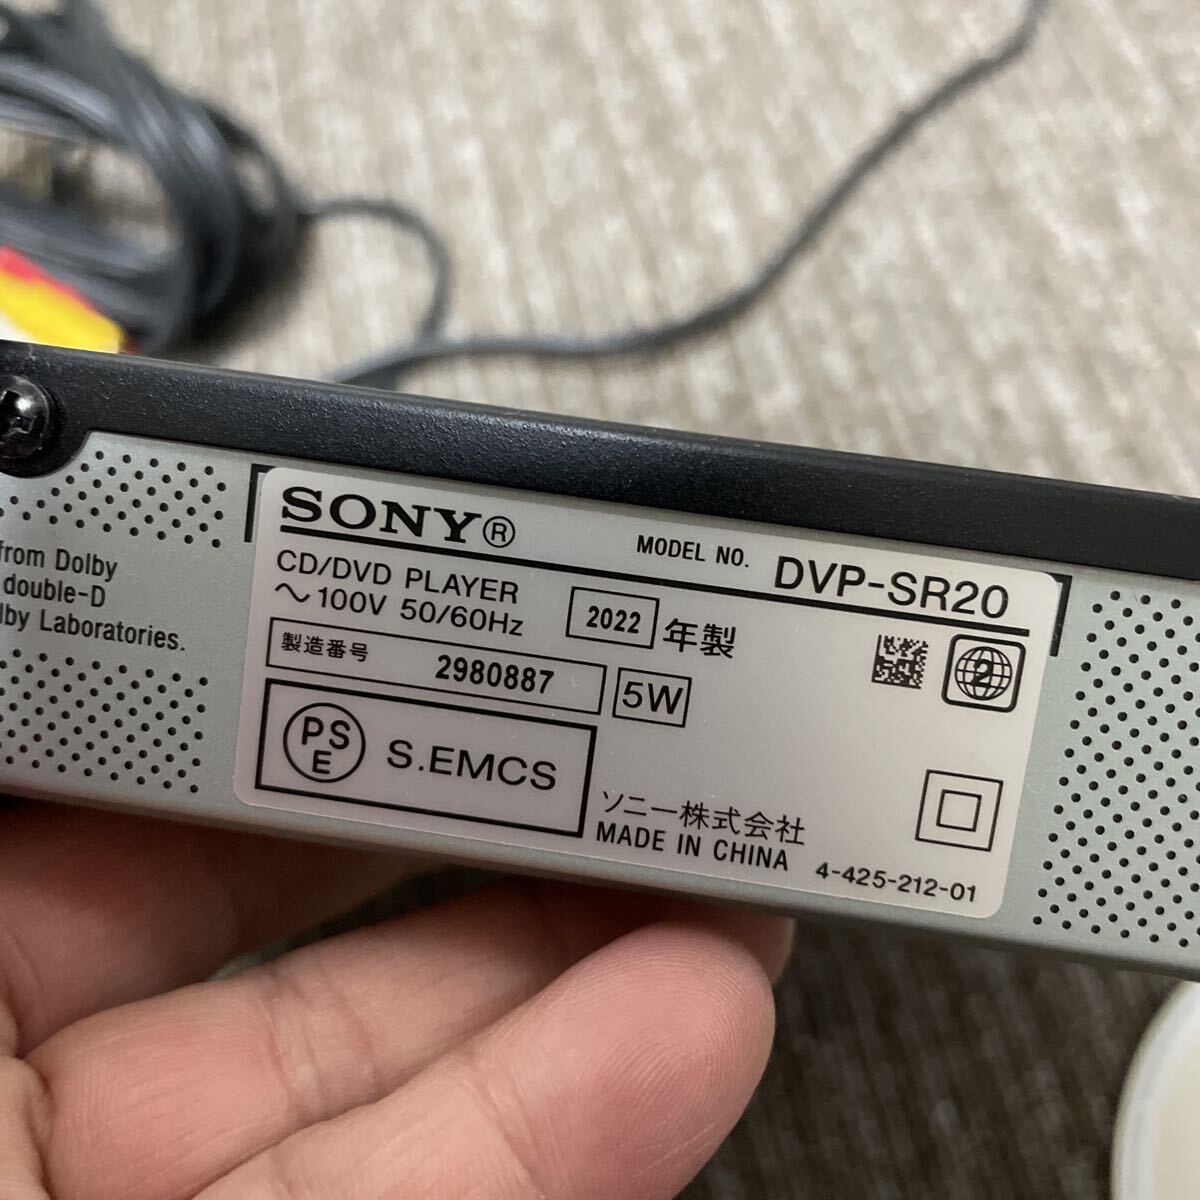 from Dolby
double-D
lby Laboratories.
SONY®
MODEL NO. DVP-SR20
CD/DVD PLAYER
～100V 50/60Hz
2022 年製
2
製造番号 2980887
5W
PSE S.EMCS
ソニー株式会社
MADE IN CHINA
4-425-212-01